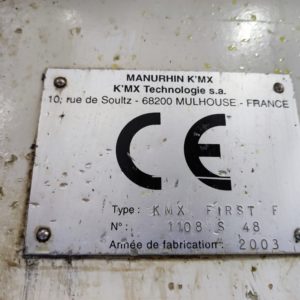 MANURHIN K'MX
K'MX Technologie s.a.
10, rue de Soultz - 68200 MULHOUSE - FRANCE
CE
Type: KMX FIRST F
N°: 1108 S 48
Année de fabrication: 2003